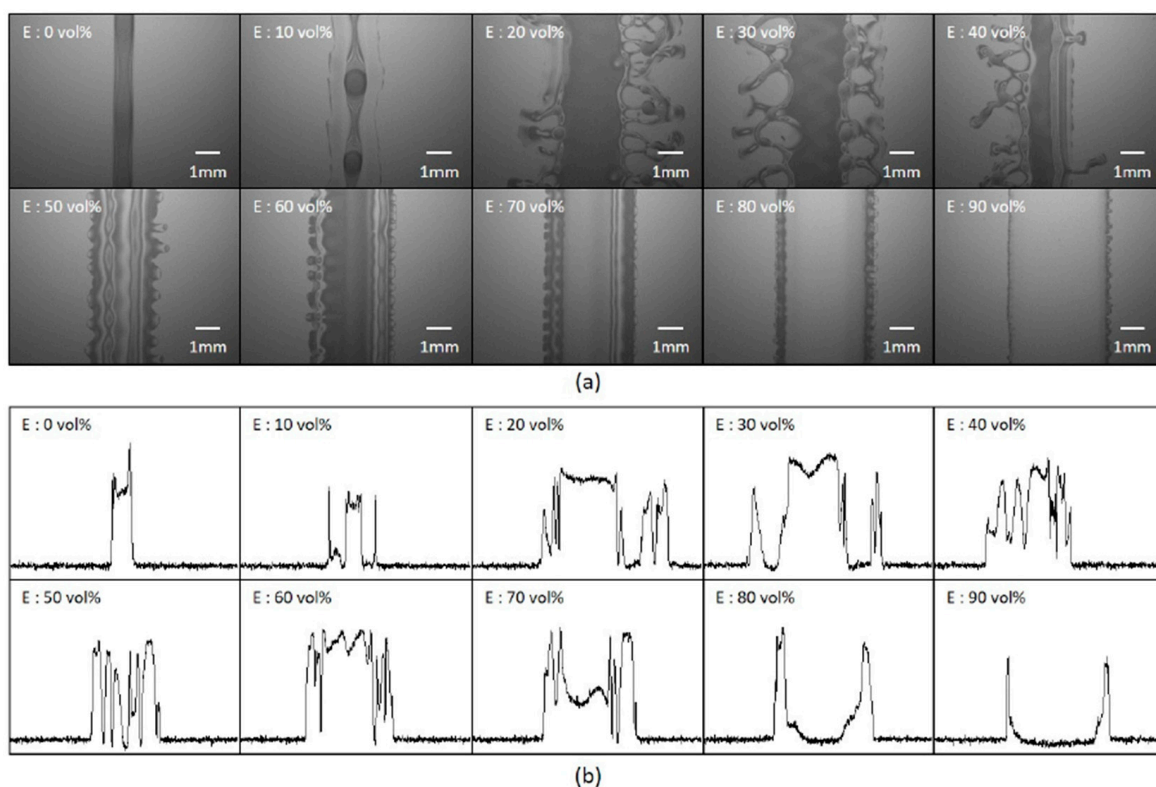 E : 0 vol%
E : 10 vol%
E : 20 vol%
E : 30 vol%
E : 40 vol%
1mm
1mm
1mm
1mm
1mm
E : 50 vol%
E : 60 vol%
E : 70 vol%
E : 80 vol%
E : 90 vol%
1mm
1mm
1mm
1mm
1mm
(a)
E : 0 vol%
E : 10 vol%
E : 20 vol%
E : 30 vol%
E : 40 vol%
E : 50 vol%
E : 60 vol%
E : 70 vol%
E : 80 vol%
E : 90 vol%
(b)